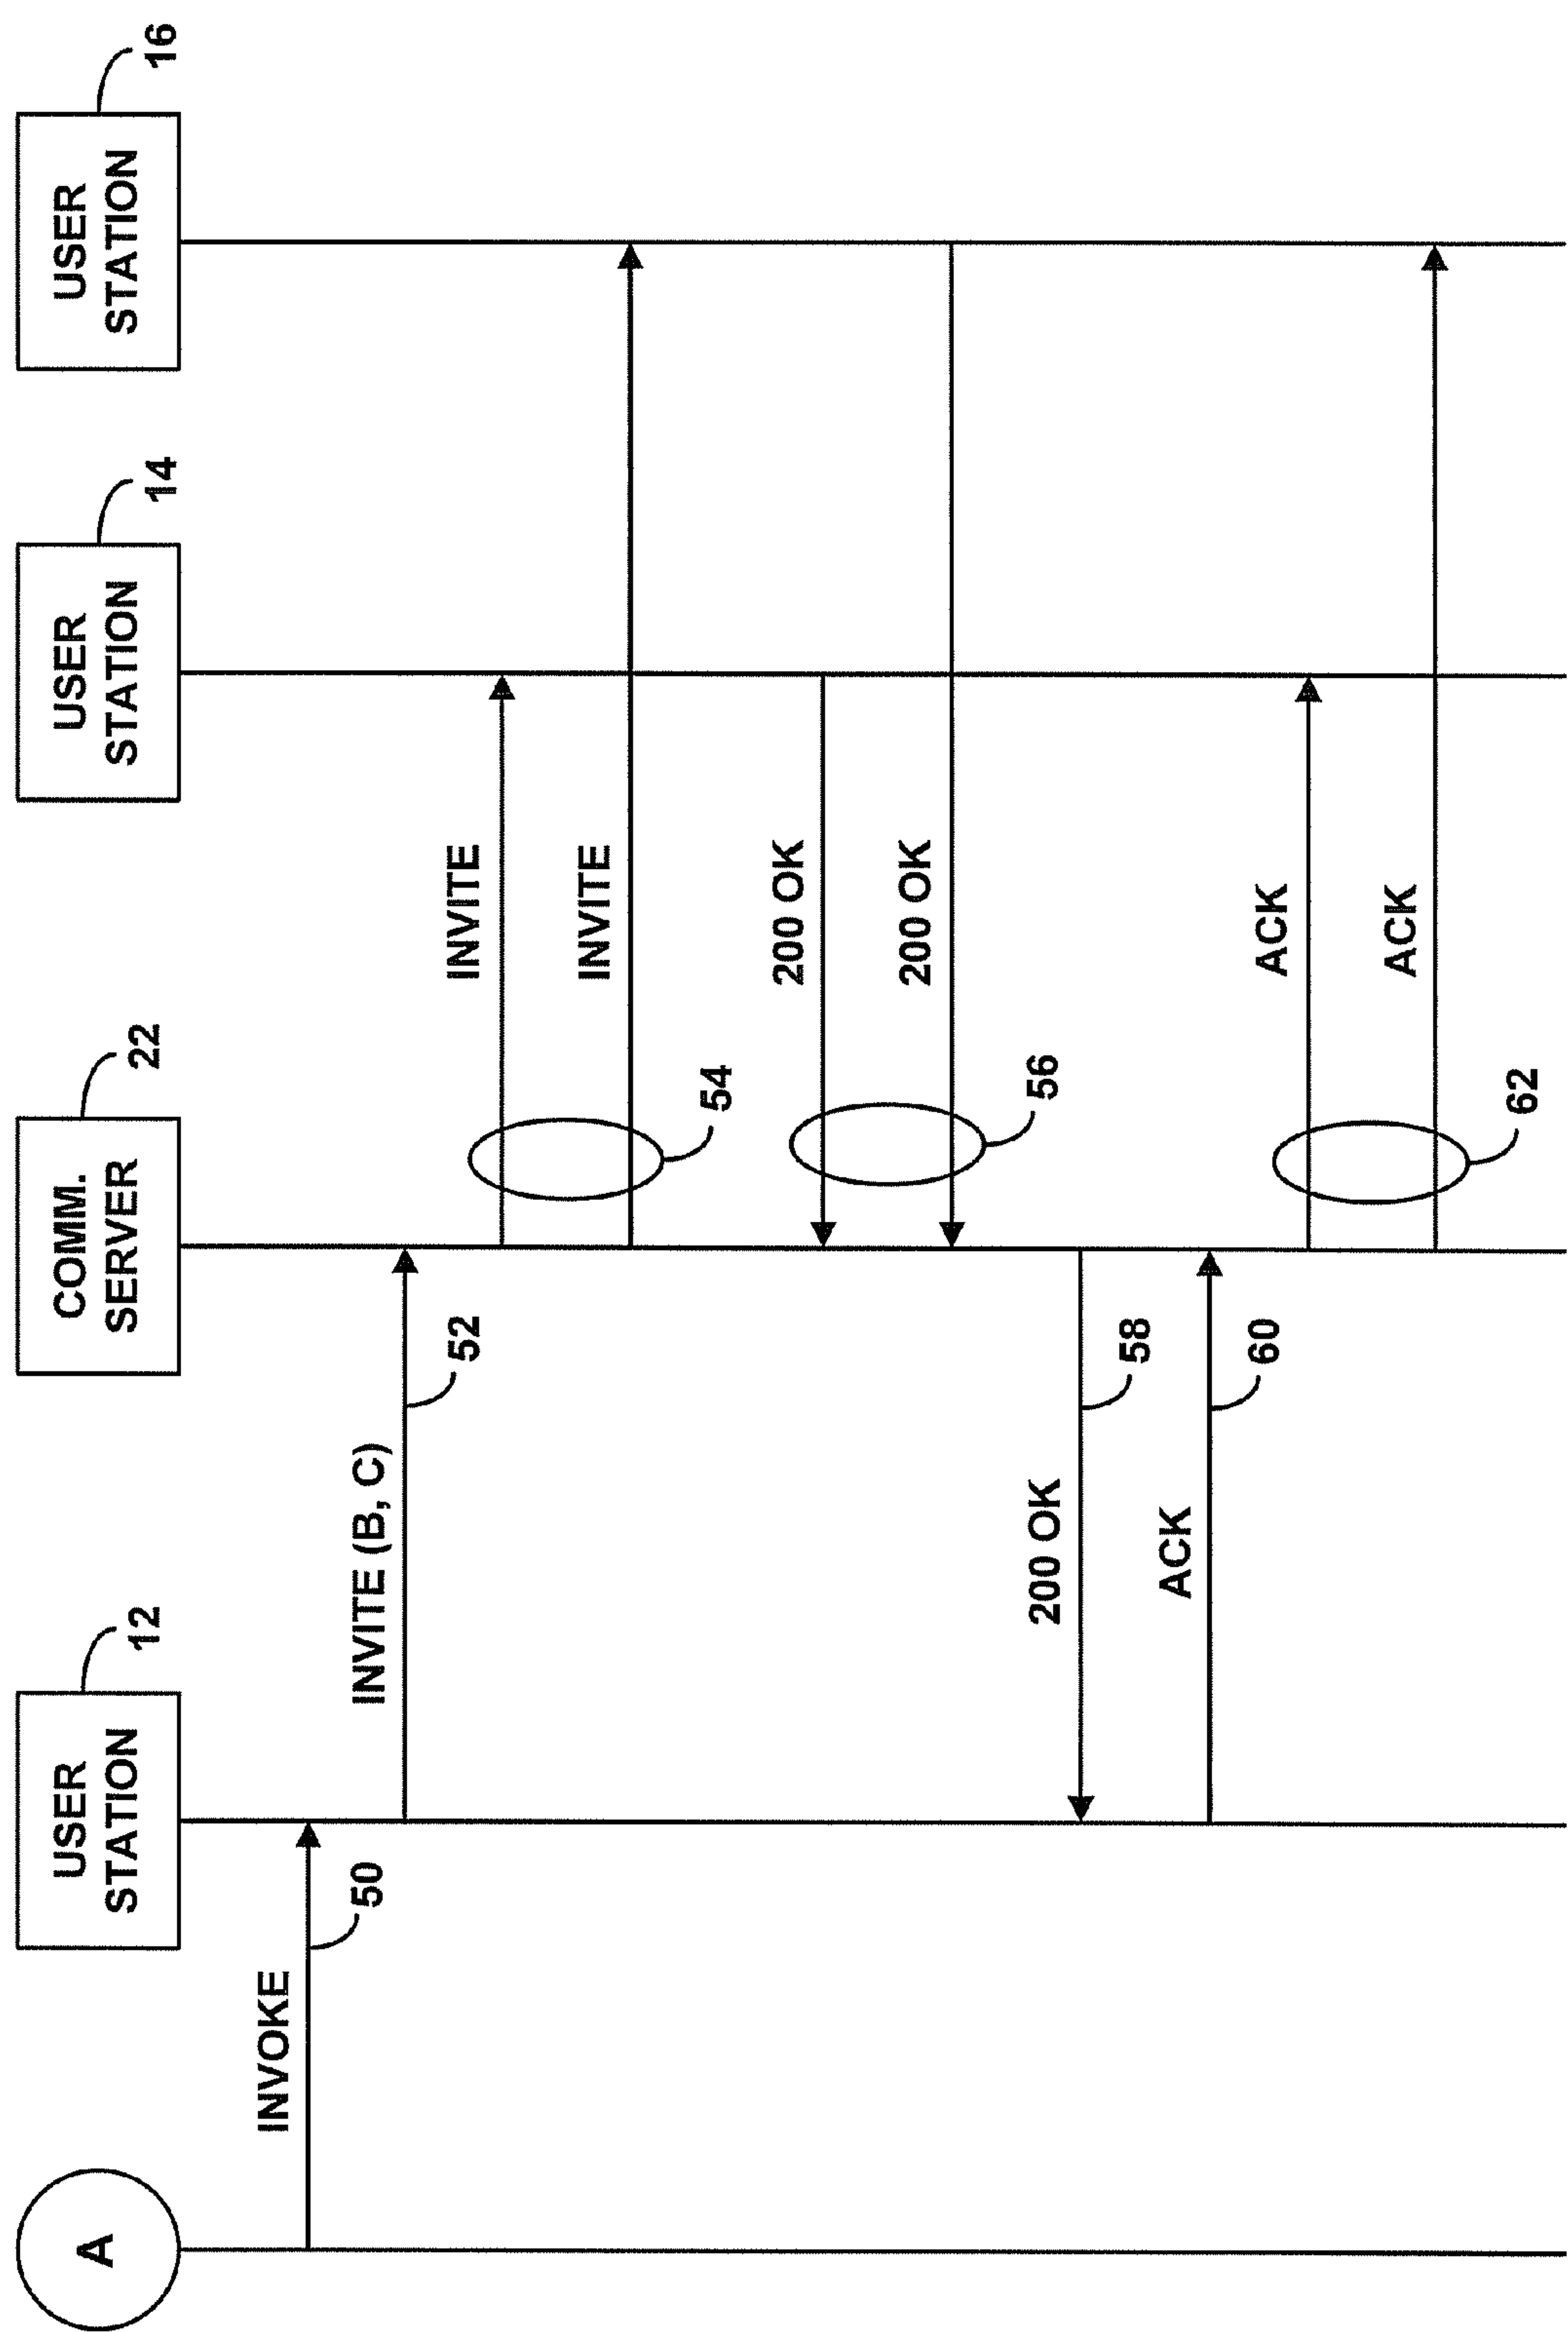 A
USER
STATION
12
COMM.
SERVER
22
USER
STATION
14
USER
STATION
16
INVOKE
50
INVITE (B, C)
52
INVITE
INVITE
54
200 OK
200 OK
56
200 OK
58
ACK
60
ACK
ACK
62